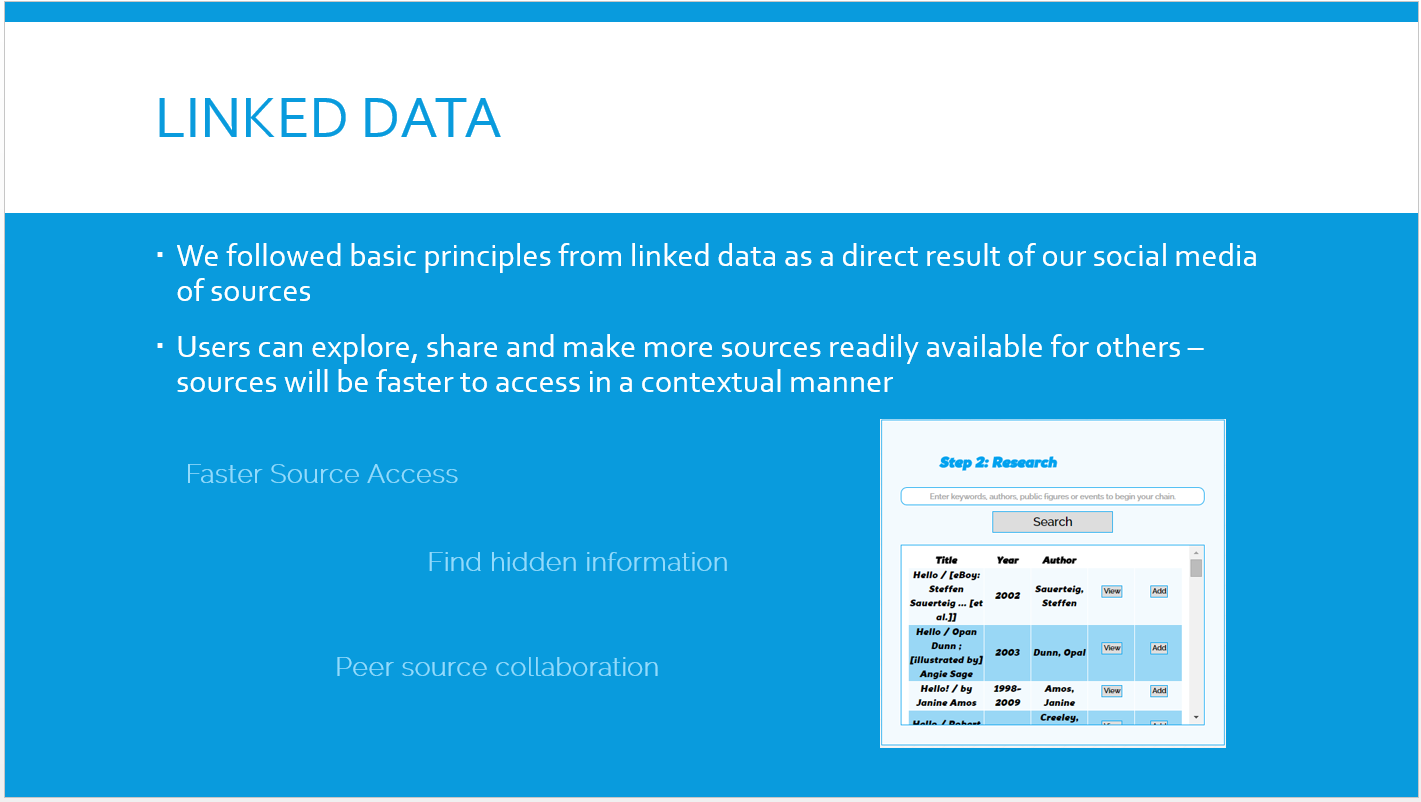 LINKED DATA
▪ We followed basic principles from linked data as a direct result of our social media
of sources
▪ Users can explore, share and make more sources readily available for others –
sources will be faster to access in a contextual manner
Faster Source Access
Find hidden information
Peer source collaboration
Step 2: Research
Enter keywords, authors, public figures or events to begin your chain.
Search
Title Year Author
Hello / [eBoy:
Steffen
Sauerteig ... [et
al.]]
2002
Sauerteig,
Steffen
View Add
Hello / Opan
Dunn ;
[illustrated by]
Angie Sage
2003
Dunn, Opal
View Add
Hello! / by
Janine Amos
1998-
2009
Amos,
Janine
View Add
Hello / Robert
Creeley,
View Add